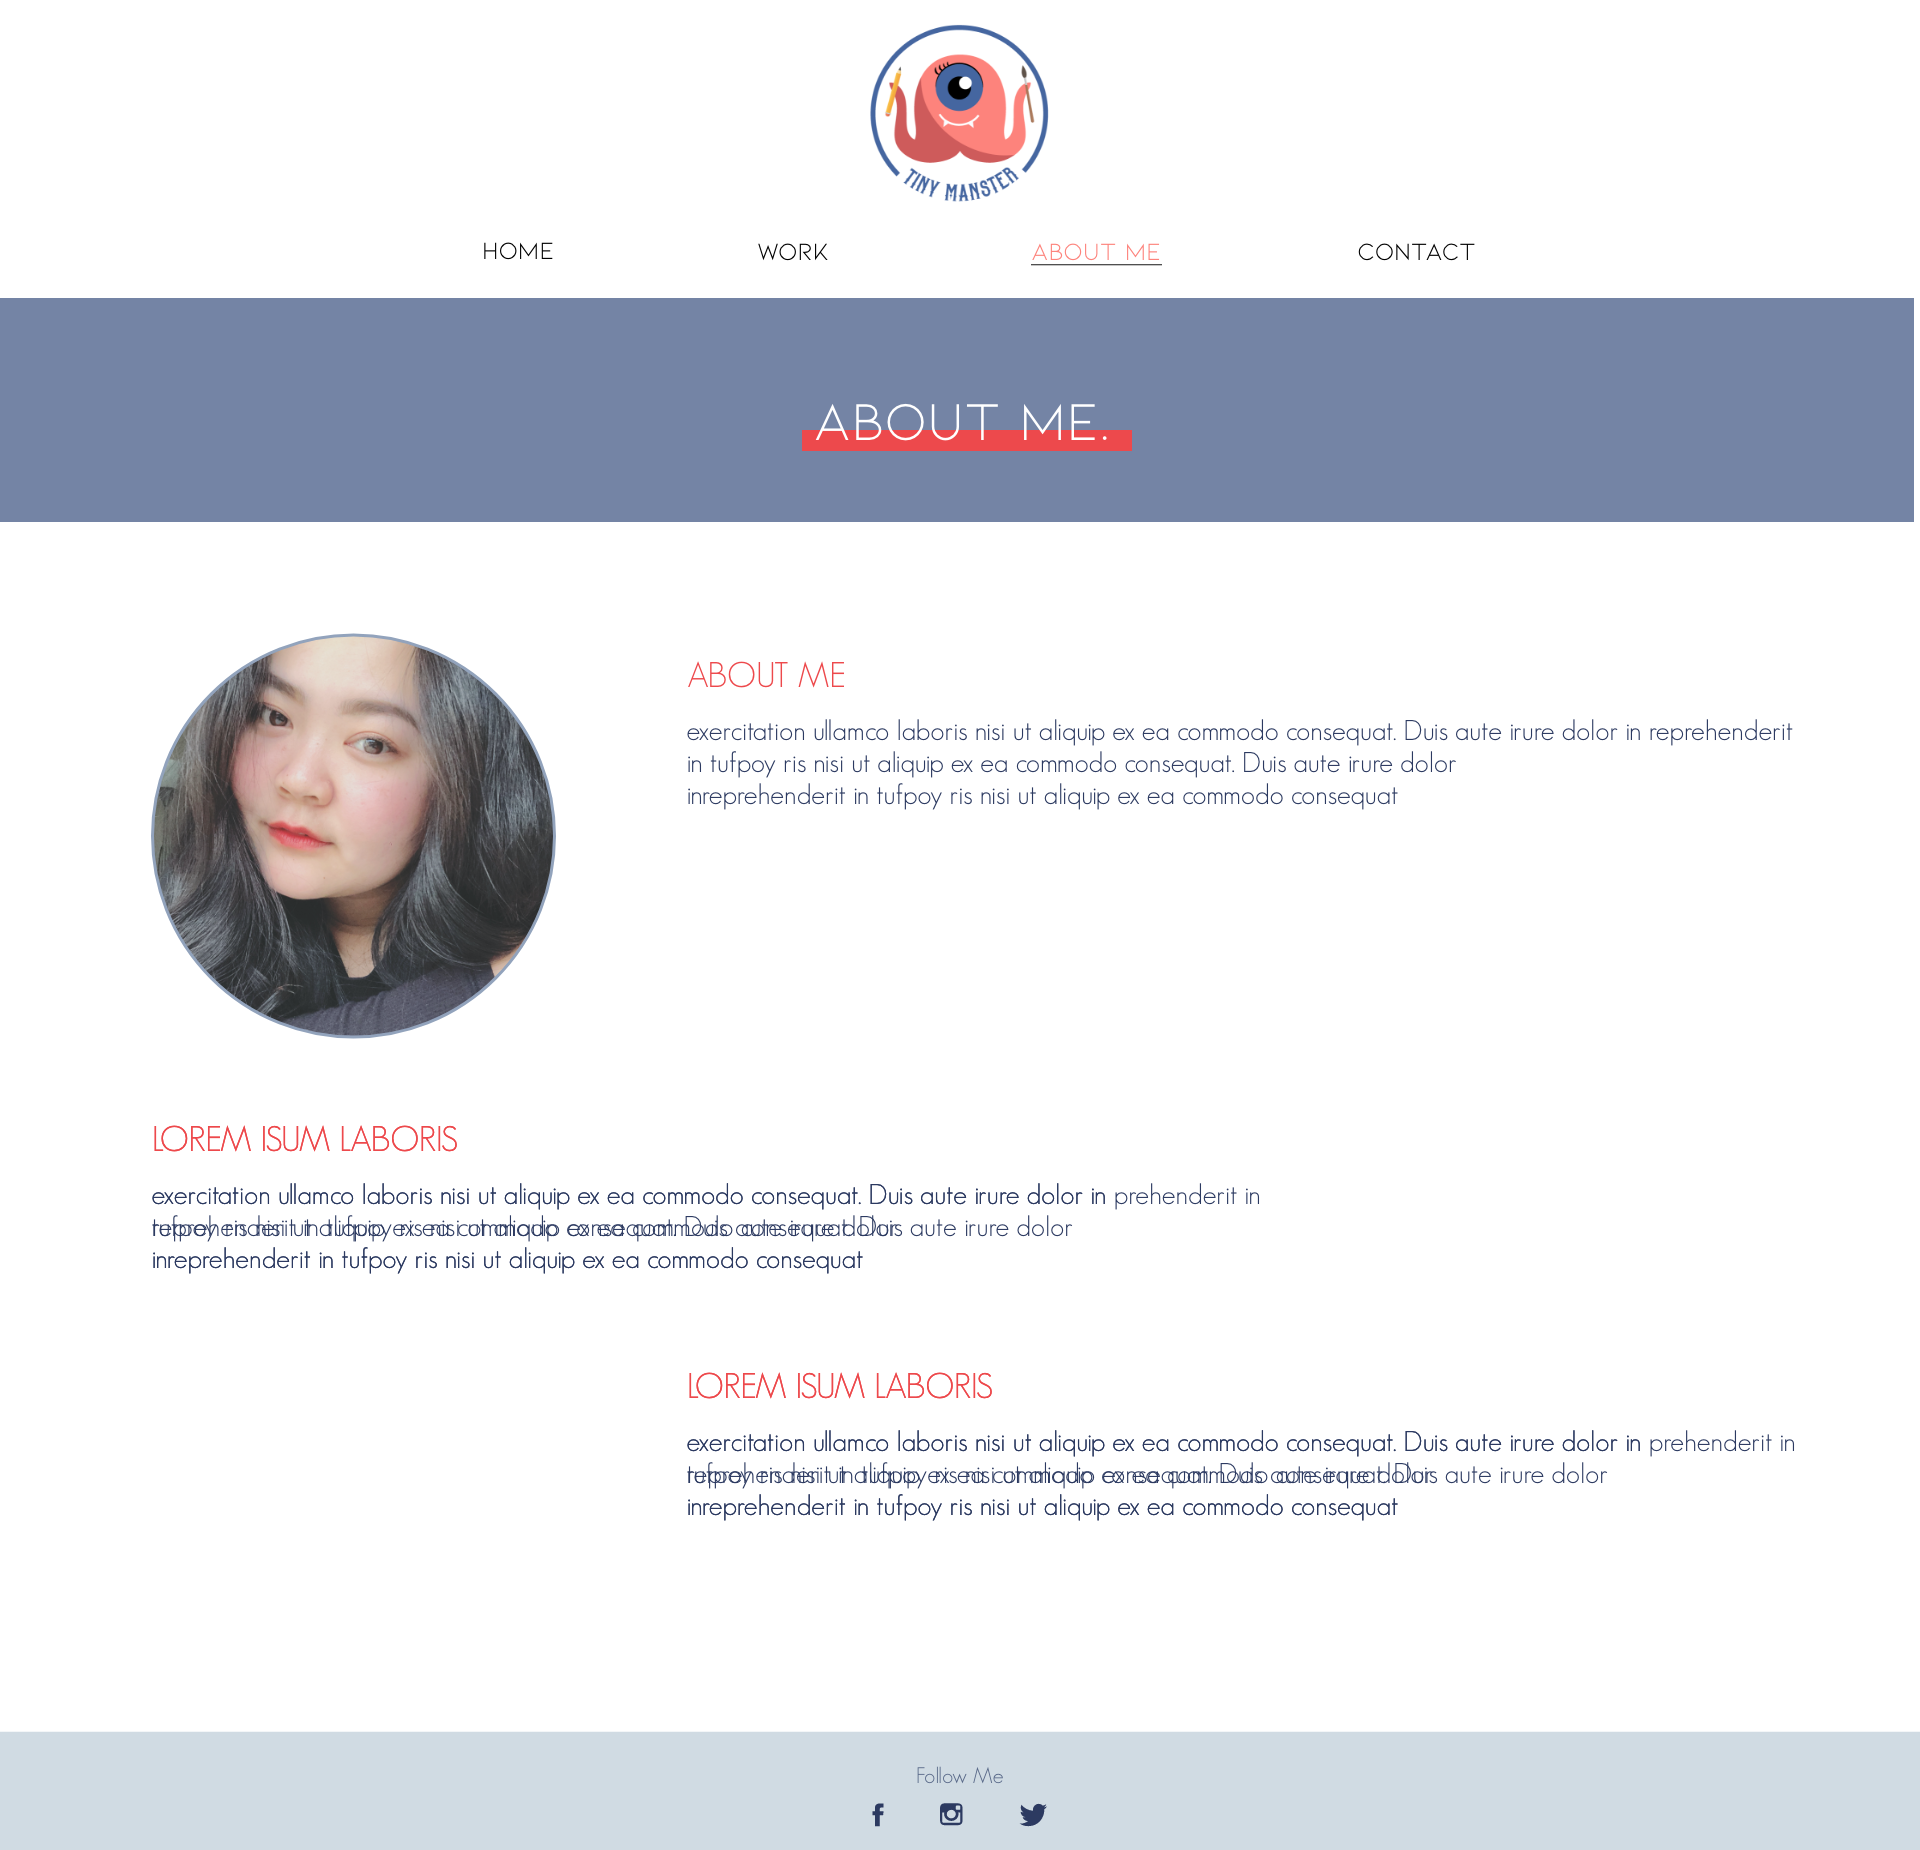 TINY MANSTER
HOME
WORK
ABOUT ME
CONTACT
ABOUT ME.
ABOUT ME
exercitation ullamco laboris nisi ut aliquip ex ea commodo consequat. Duis aute irure dolor in reprehenderit
in tufpoy ris nisi ut aliquip ex ea commodo consequat. Duis aute irure dolor
inreprehenderit in tufpoy ris nisi ut aliquip ex ea commodo consequat
LOREM ISUM LABORIS
exercitation ullamco laboris nisi ut aliquip ex ea commodo consequat. Duis aute irure dolor in prehenderit in
Duis aute irure dolor
inreprehenderit in tufpoy ris nisi ut aliquip ex ea commodo consequat
LOREM ISUM LABORIS
exercitation ullamco laboris nisi ut aliquip ex ea commodo consequat. Duis aute irure dolor in prehenderit in
Duis aute irure dolor
inreprehenderit in tufpoy ris nisi ut aliquip ex ea commodo consequat
Follow Me